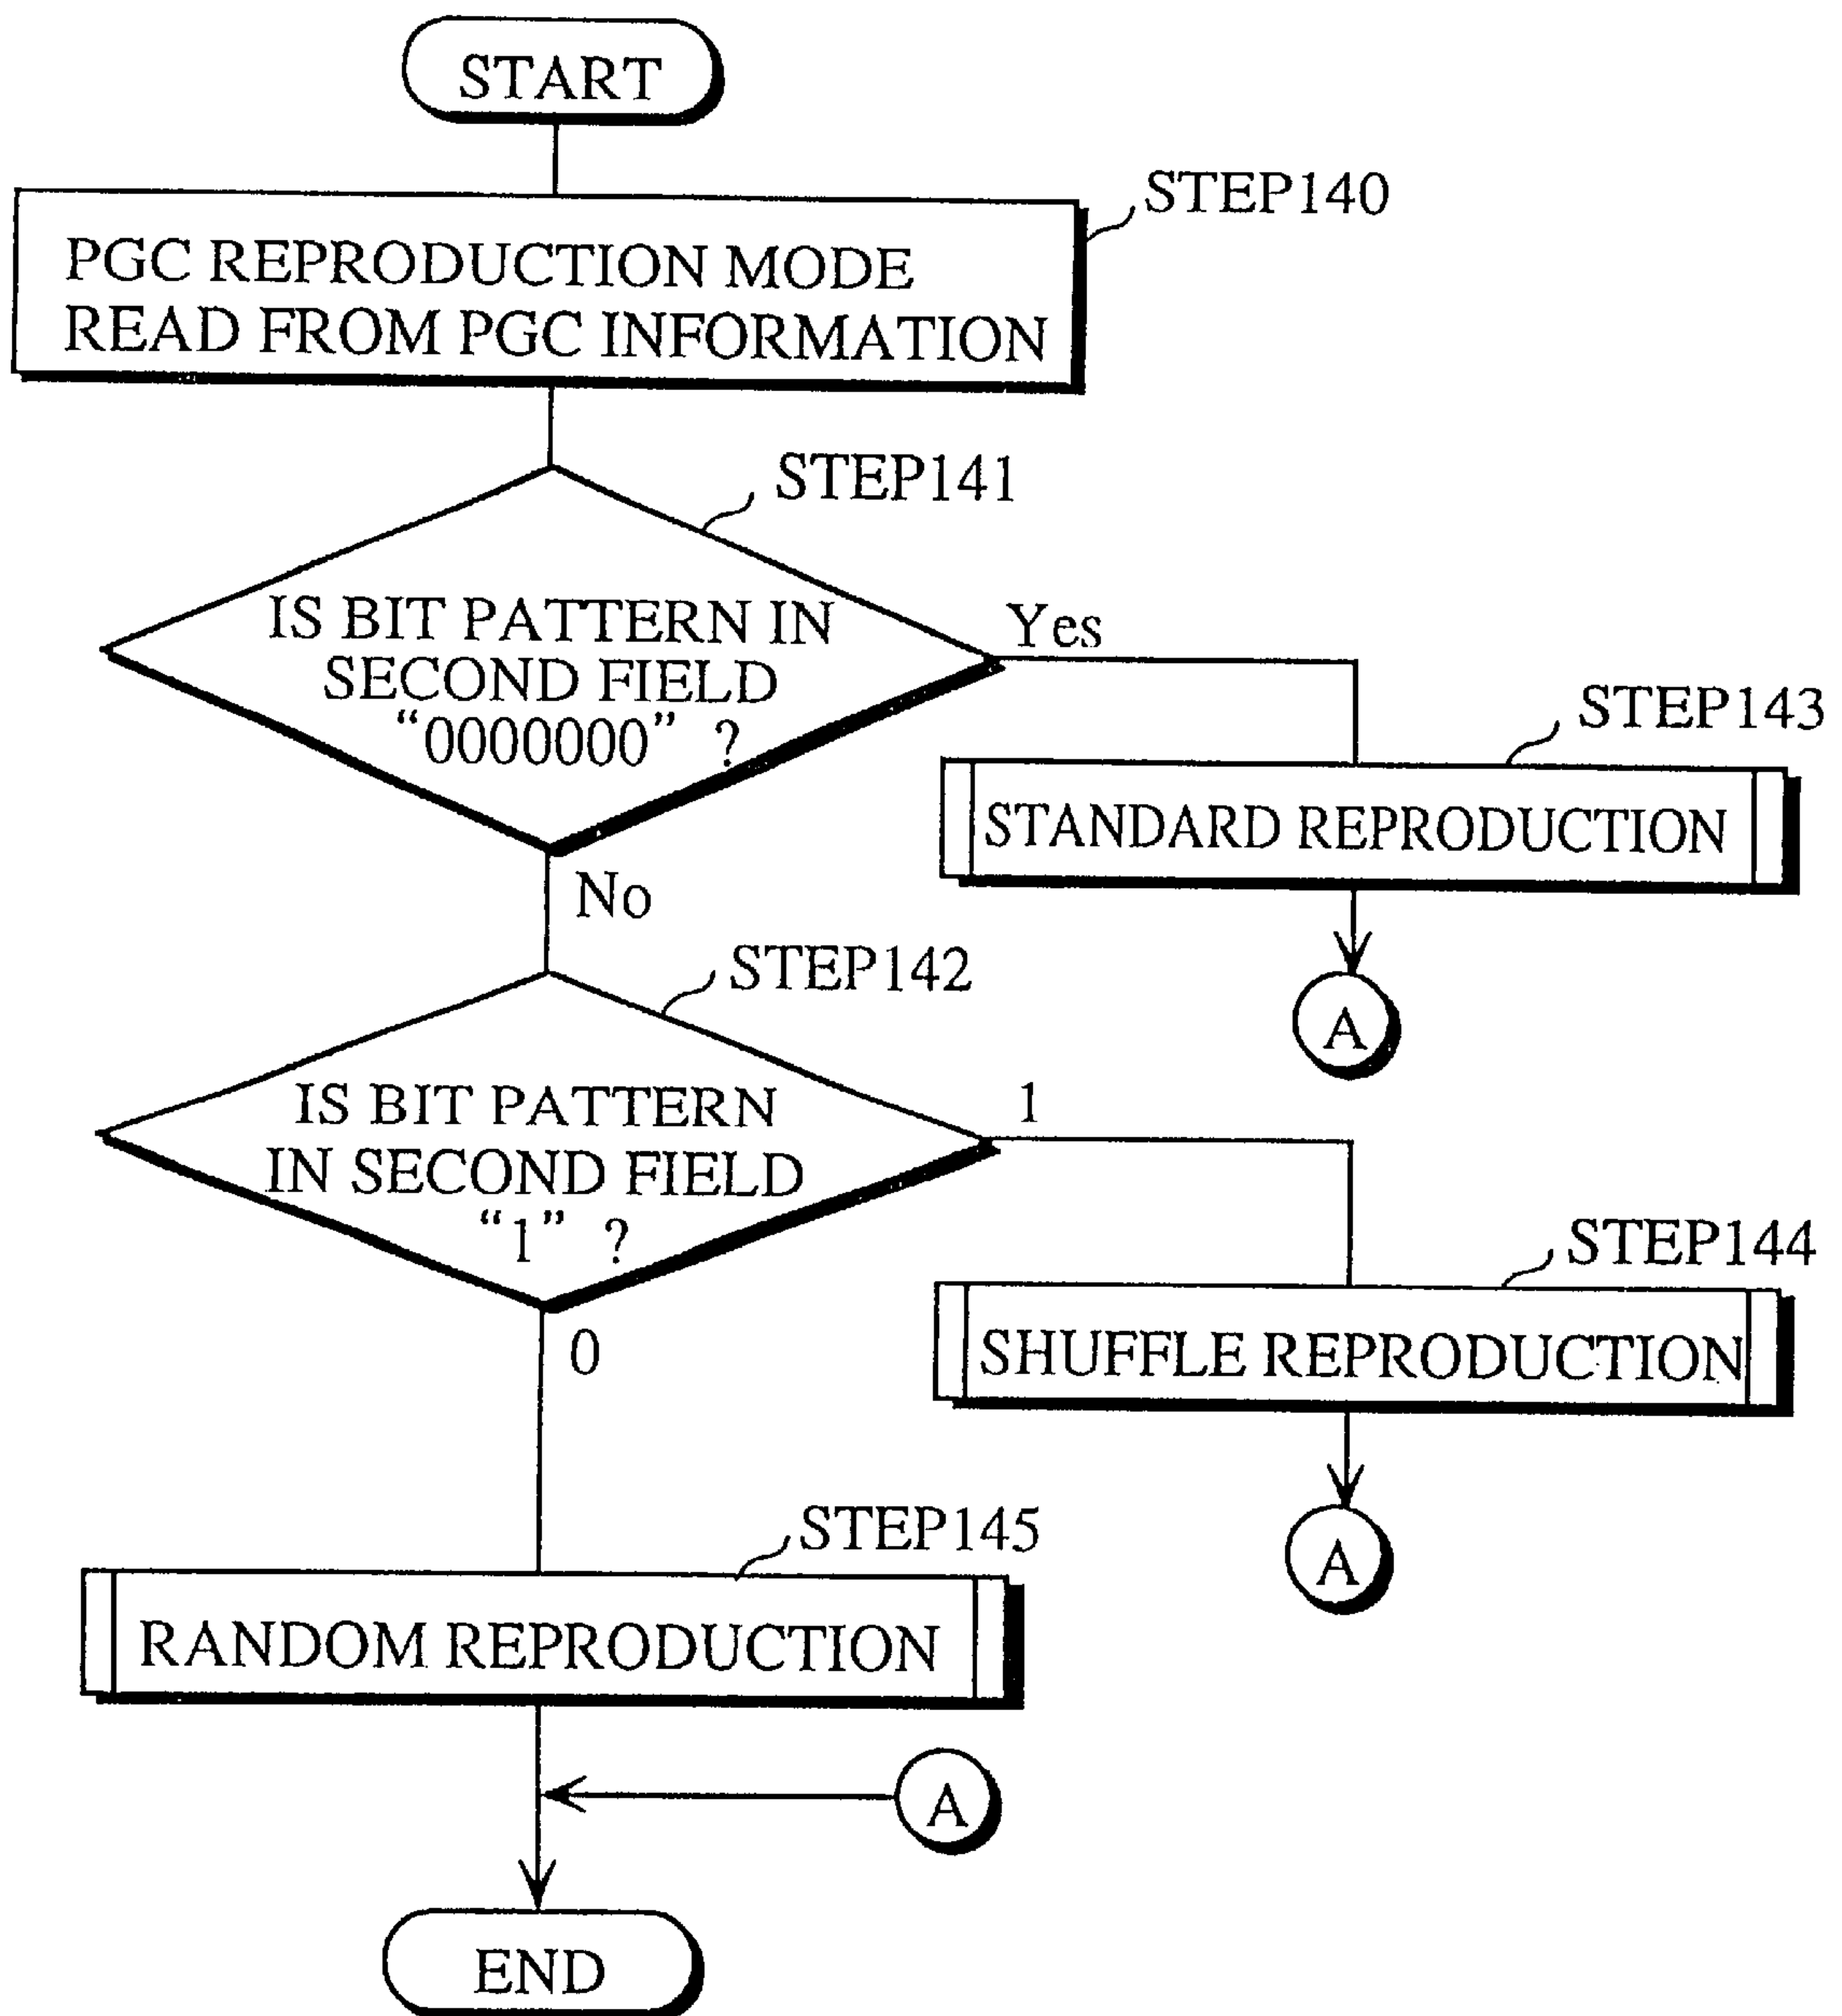 START
STEP140
PGC REPRODUCTION MODE
READ FROM PGC INFORMATION
STEP141
IS BIT PATTERN IN
SECOND FIELD
“0000000” ?
Yes
STEP143
STANDARD REPRODUCTION
A
No
STEP142
IS BIT PATTERN
IN SECOND FIELD
“1” ?
1
STEP144
SHUFFLE REPRODUCTION
A
0
STEP145
RANDOM REPRODUCTION
A
END